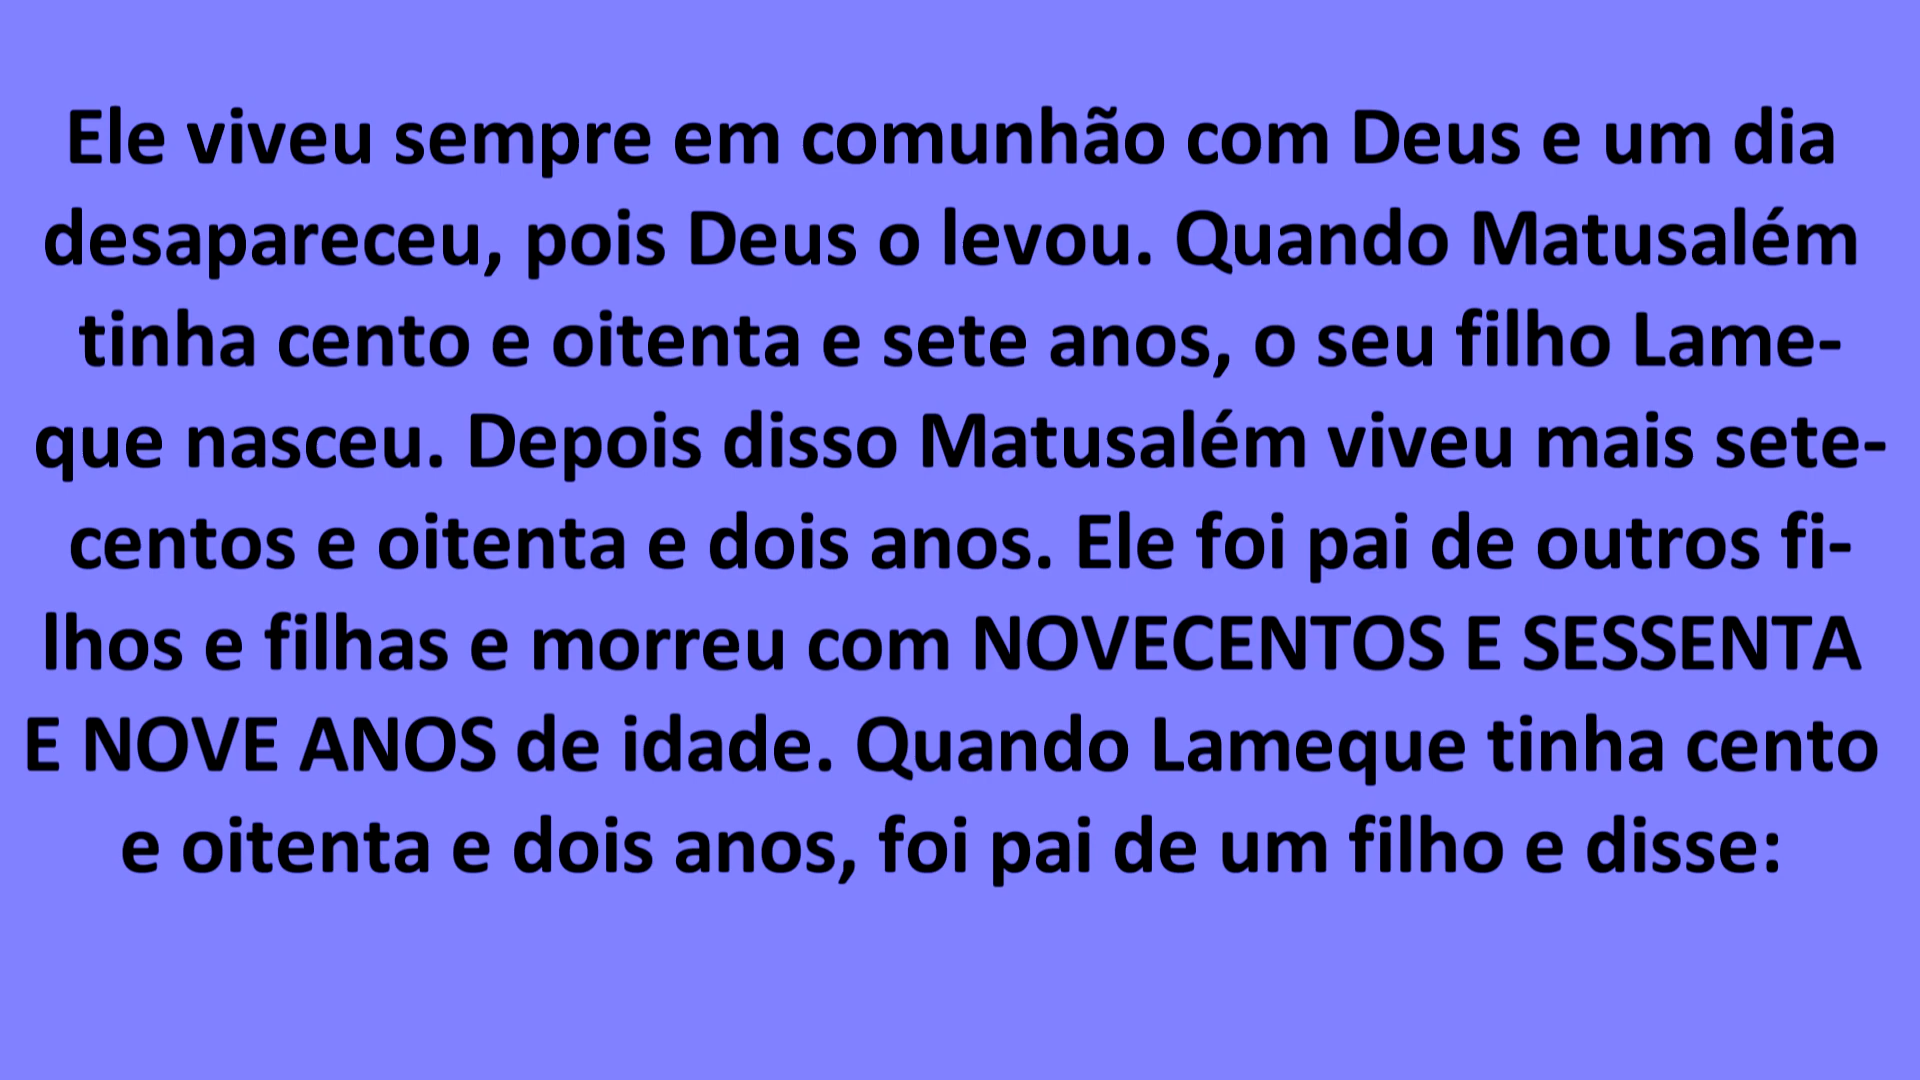 Ele viveu sempre em comunhão com Deus e um dia
desapareceu, pois Deus o levou. Quando Matusalém
tinha cento e oitenta e sete anos, o seu filho Lame-
que nasceu. Depois disso Matusalém viveu mais sete-
centos e oitenta e dois anos. Ele foi pai de outros fi-
lhos e filhas e morreu com NOVECENTOS E SESSENTA
E NOVE ANOS de idade. Quando Lameque tinha cento
e oitenta e dois anos, foi pai de um filho e disse: